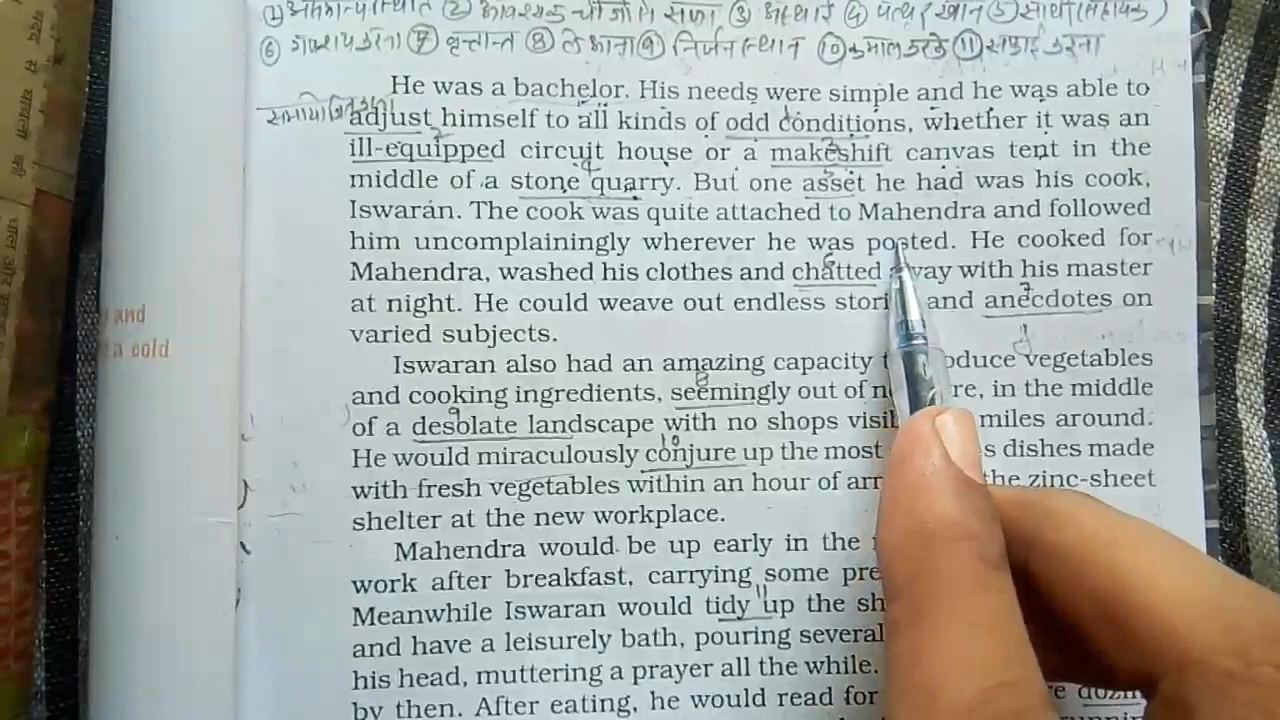 ② आवश्यक चीजों से सजा ③ अस्थाई ④ पत्थर खान ⑤ साथी (सहायक)
⑥ गपशप करना ⑦ वृत्तान्त ⑧ ⑨ निर्जन स्थान ⑩ कमाल करके ⑪ सफाई करना
He was a bachelor. His needs were simple and he was able to
adjust himself to all kinds of odd conditions, whether it was an
ill-equipped circuit house or a makeshift canvas tent in the
middle of a stone quarry. But one asset he had was his cook,
Iswaran. The cook was quite attached to Mahendra and followed
him uncomplainingly wherever he was posted. He cooked for
Mahendra, washed his clothes and chatted way with his master
at night. He could weave out endless stori and anecdotes on
varied subjects.
and
a cold
Iswaran also had an amazing capacity t oduce vegetables
and cooking ingredients, seemingly out of n re, in the middle
of a desolate landscape with no shops visi miles around.
He would miraculously conjure up the most s dishes made
with fresh vegetables within an hour of arr the zinc-sheet
shelter at the new workplace.
Mahendra would be up early in the
work after breakfast, carrying some pre
Meanwhile Iswaran would tidy up the sh
and have a leisurely bath, pouring several
his head, muttering a prayer all the while.
by then. After eating, he would read for